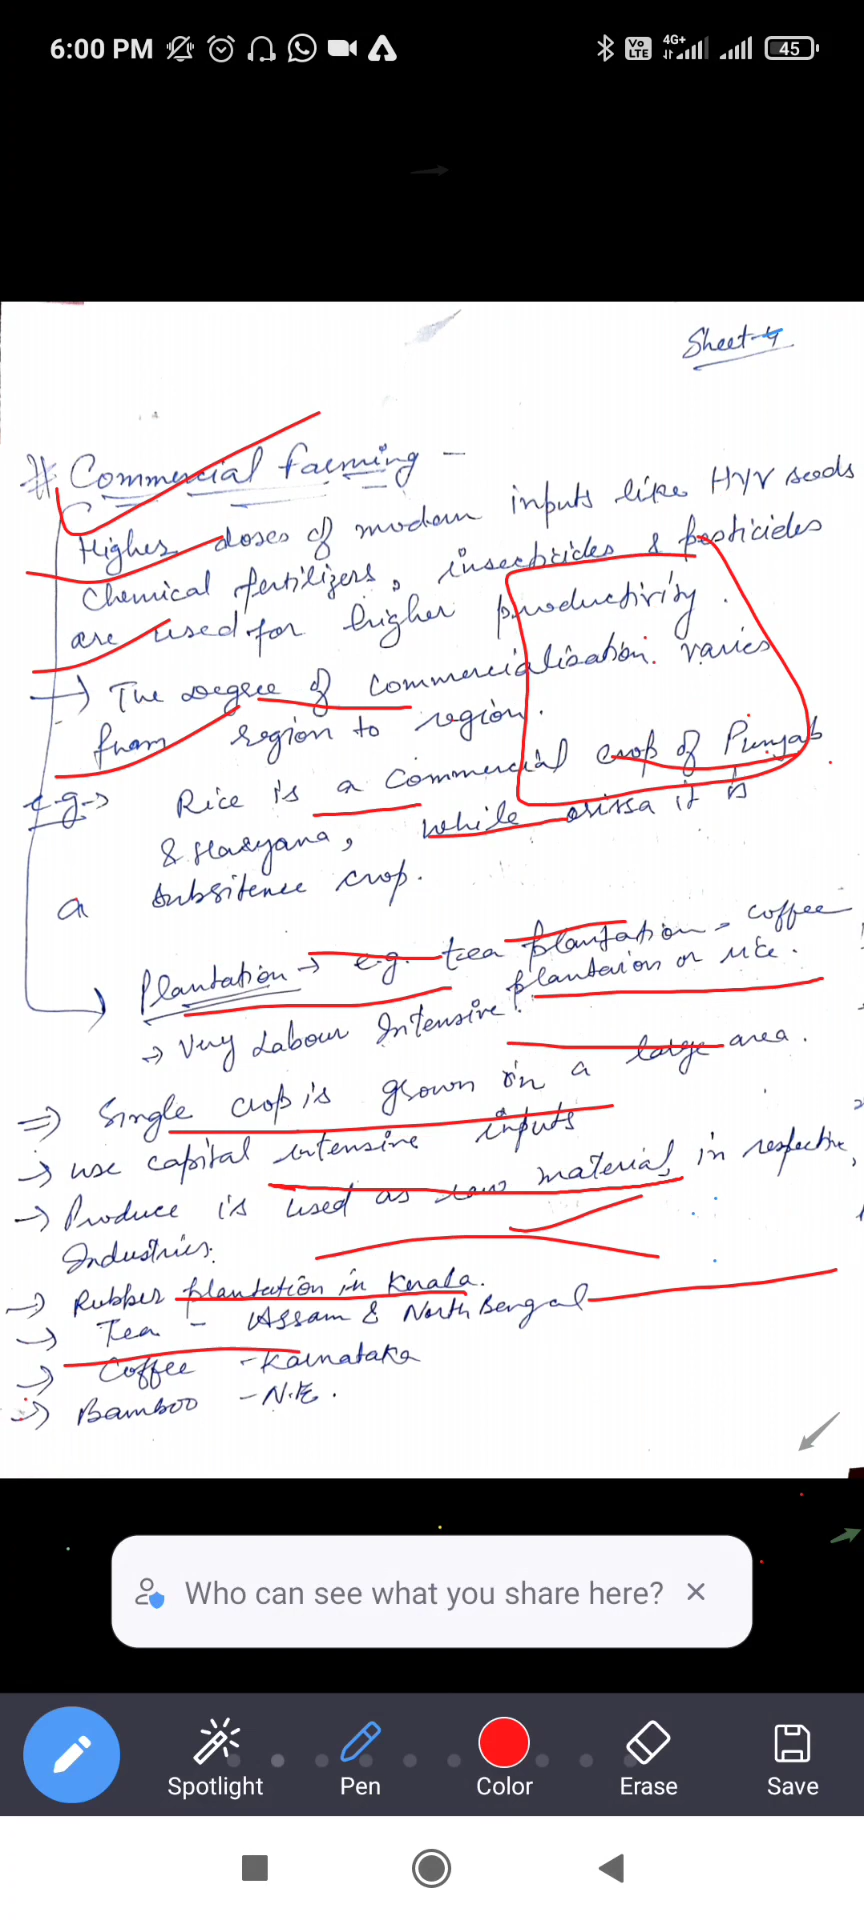 6:00 PM
Vo LTE
4G+
45
Sheet-4
# Commercial Farming -
Higher doses of modern inputs like HYV seeds
Chemical fertilizers, insecticides & pesticides
are used for higher productivity.
→ The Degree of commercialisation varies
from region to region.
e.g→ Rice is a commercial crop of Punjab
& Haryana, while orissa it is
a subsitence crop.
→ Plantation → e.g. tea plantation - coffee
plantation or rice.
→ Very Labour Intensive
⇒ Single crop is grown on a large area.
→ use capital intensive inputs
→ Produce is used as raw material in respective
Industries.
→ Rubber plantation in Kerala.
→ Tea - Assam & North Bengal
→ Coffee - Karnataka
→ Bamboo - N.E.
Who can see what you share here? ×
Spotlight
Pen
Color
Erase
Save